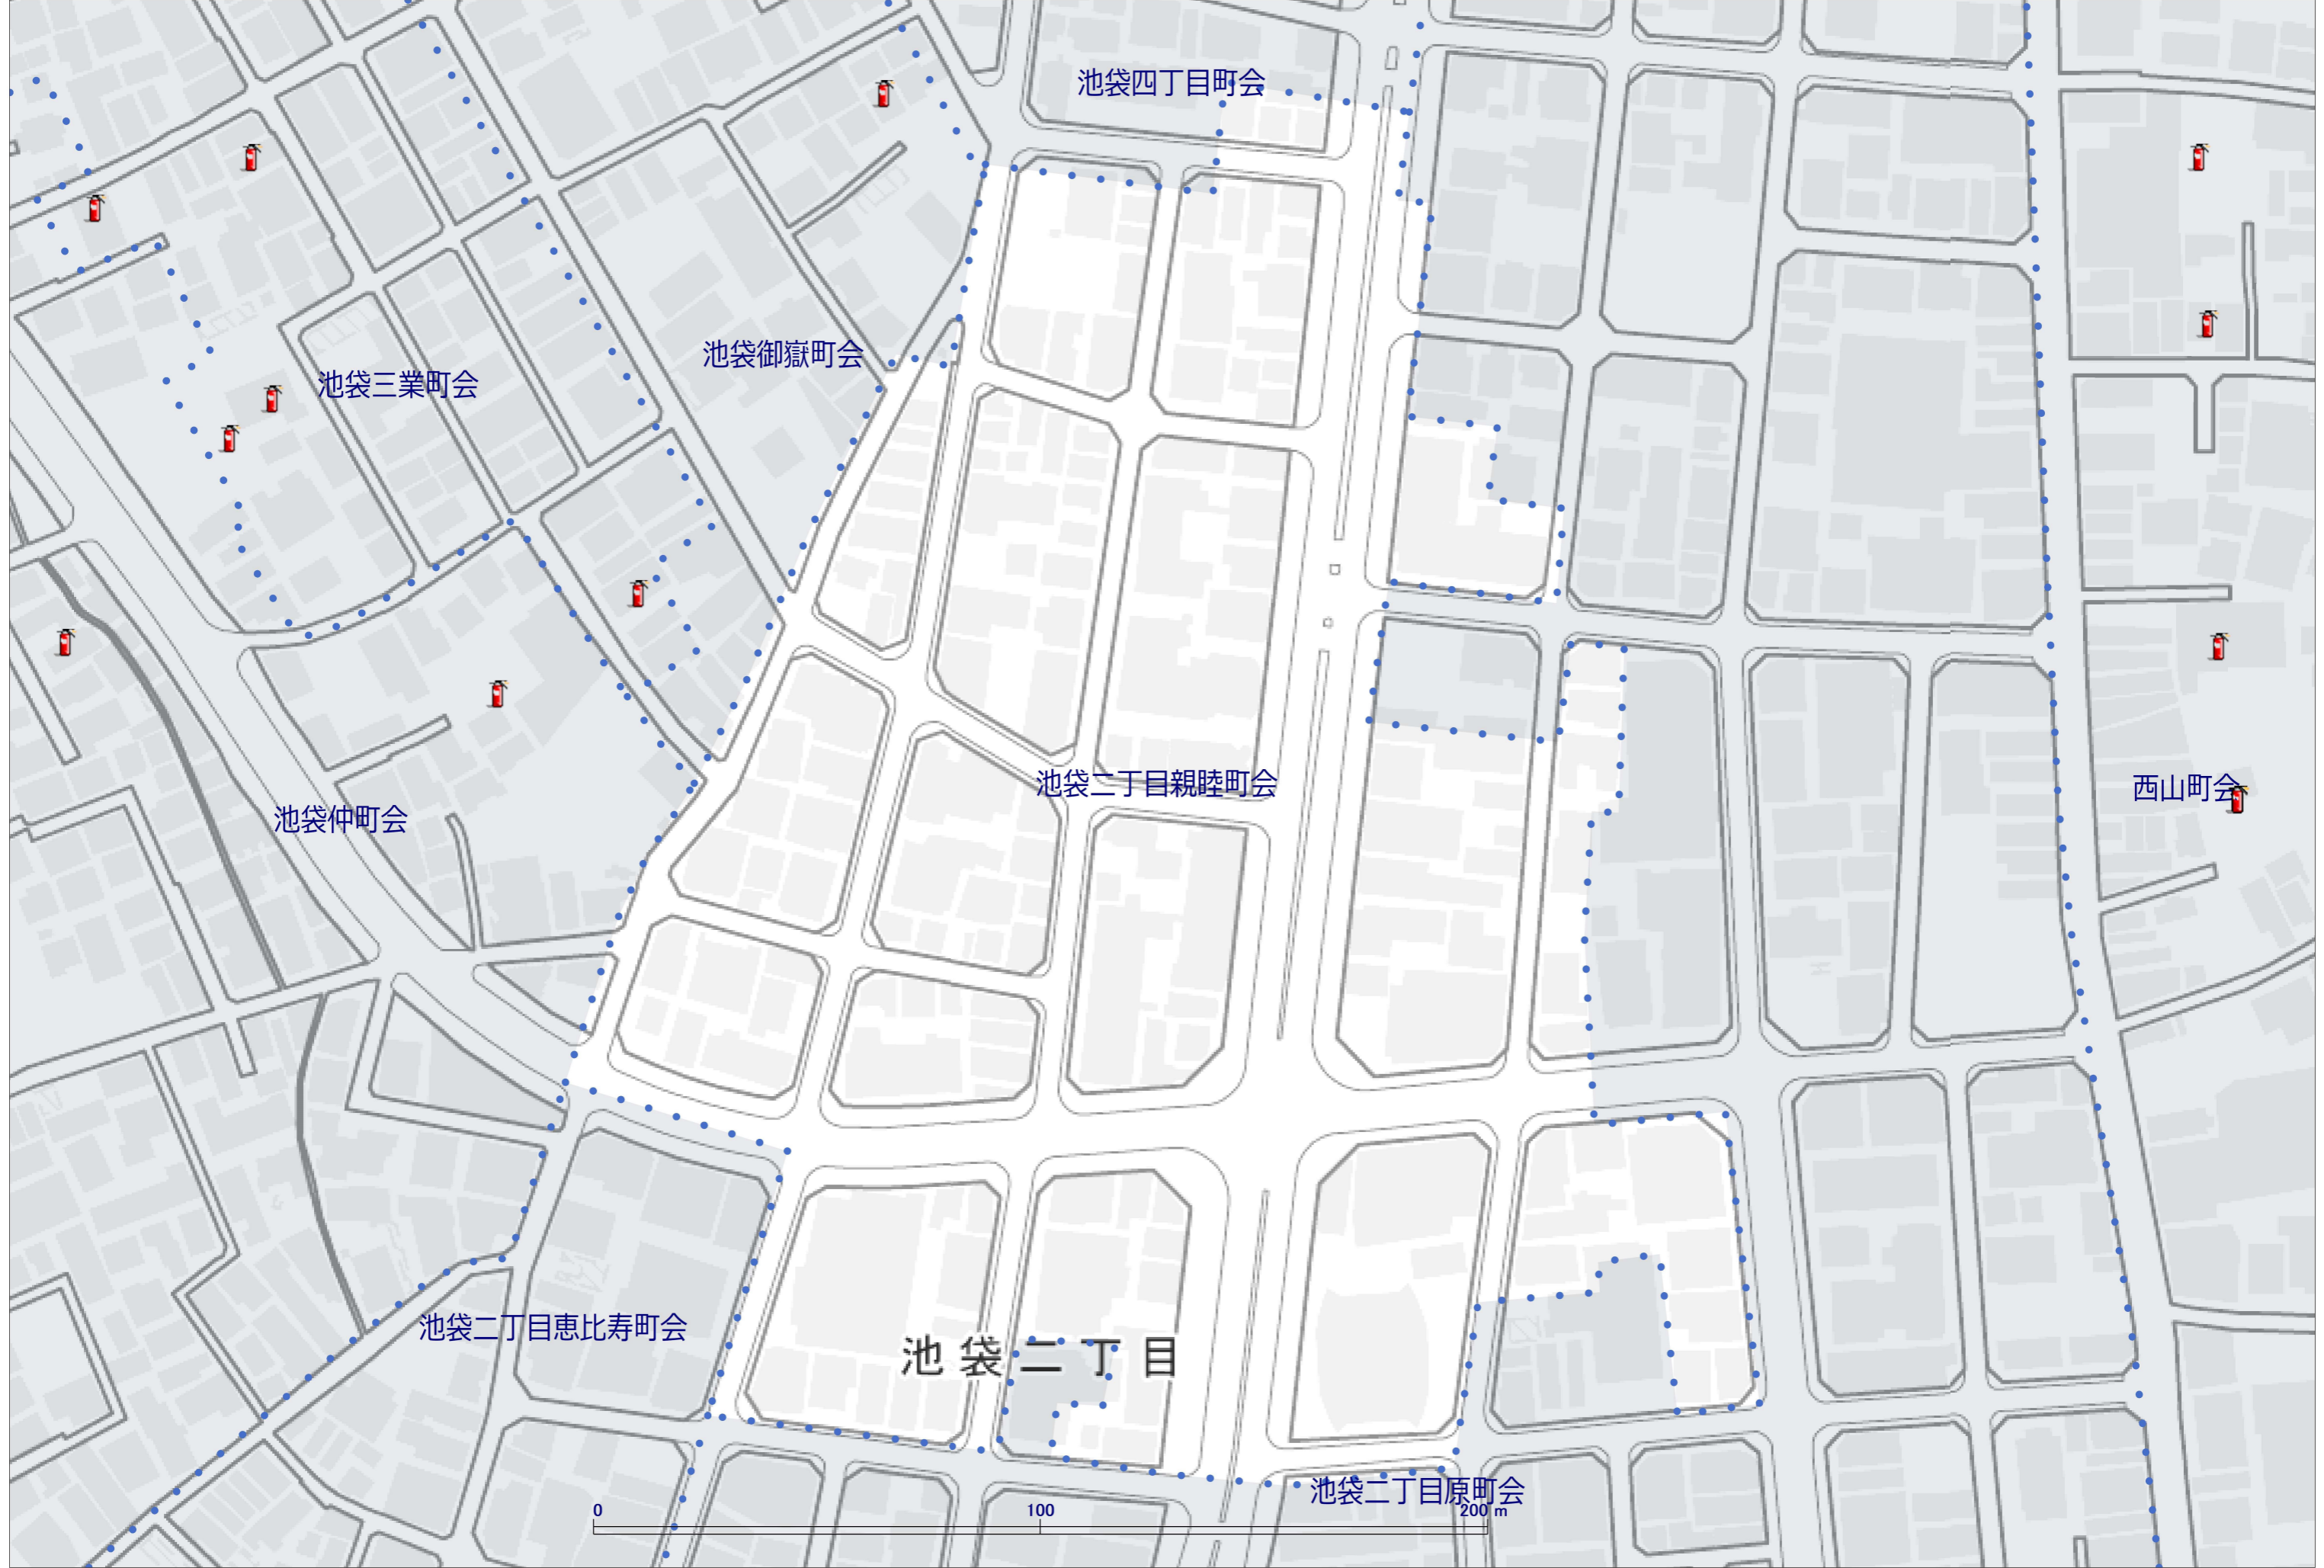 池袋四丁目町会
池袋御嶽町会
池袋三業町会
池袋二丁目親睦町会
西山町会
池袋仲町会
池袋二丁目恵比寿町会
池袋二丁目
池袋二丁目原町会
0 100 200 m